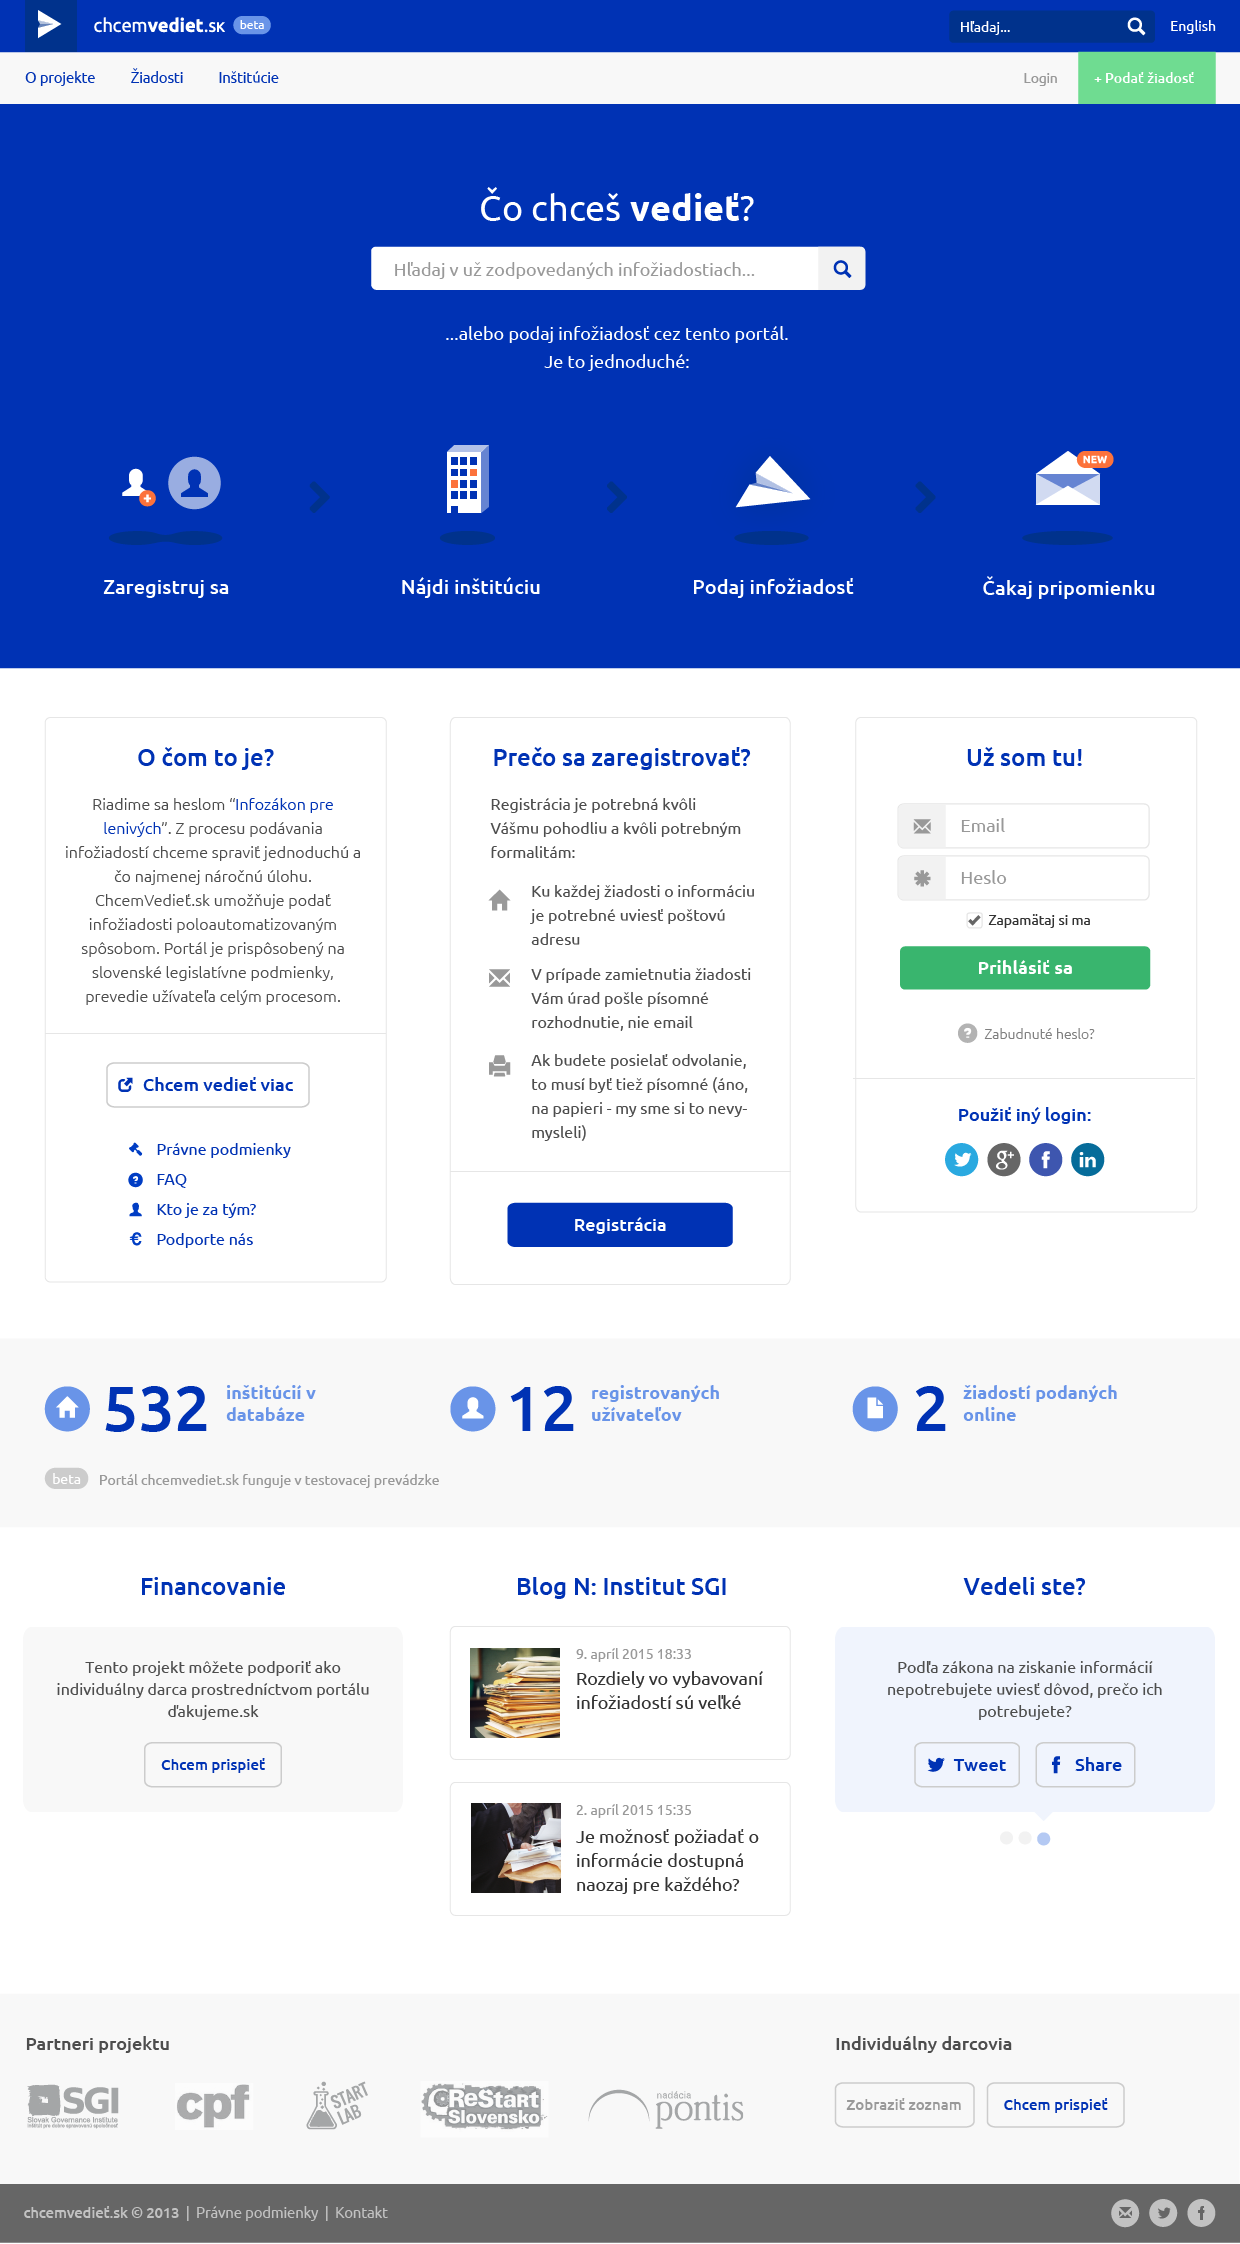 chcemvediet.sk beta
Hľadaj...
English
O projekte
Žiadosti
Inštitúcie
Login
+ Podať žiadosť
Čo chceš vedieť?
Hľadaj v už zodpovedaných infožiadostiach...
...alebo podaj infožiadosť cez tento portál.
Je to jednoduché:
NEW
Zaregistruj sa
Nájdi inštitúciu
Podaj infožiadosť
Čakaj pripomienku
O čom to je?
Riadime sa heslom “Infozákon pre
lenivých”. Z procesu podávania
infožiadostí chceme spraviť jednoduchú a
čo najmenej náročnú úlohu.
ChcemVedieť.sk umožňuje podať
infožiadosti poloautomatizovaným
spôsobom. Portál je prispôsobený na
slovenské legislatívne podmienky,
prevedie užívateľa celým procesom.
Chcem vedieť viac
Právne podmienky
FAQ
Kto je za tým?
Podporte nás
Prečo sa zaregistrovať?
Registrácia je potrebná kvôli
Vášmu pohodliu a kvôli potrebným
formalitám:
Ku každej žiadosti o informáciu
je potrebné uviesť poštovú
adresu
V prípade zamietnutia žiadosti
Vám úrad pošle písomné
rozhodnutie, nie email
Ak budete posielať odvolanie,
to musí byť tiež písomné (áno,
na papieri - my sme si to nevy-
mysleli)
Registrácia
Už som tu!
Email
Heslo
Zapamätaj si ma
Prihlásiť sa
Zabudnuté heslo?
Použiť iný login:
532 inštitúcií v
databáze
12 registrovaných
užívateľov
2 žiadostí podaných
online
beta Portál chcemvediet.sk funguje v testovacej prevádzke
Financovanie
Tento projekt môžete podporiť ako
individuálny darca prostredníctvom portálu
ďakujeme.sk
Chcem prispieť
Blog N: Institut SGI
9. apríl 2015 18:33
Rozdiely vo vybavovaní
infožiadostí sú veľké
2. apríl 2015 15:35
Je možnosť požiadať o
informácie dostupná
naozaj pre každého?
Vedeli ste?
Podľa zákona na ziskanie informácií
nepotrebujete uviesť dôvod, prečo ich
potrebujete?
Tweet
Share
Partneri projektu
SGI
Slovak Governance Institute
inštitút pre dobre spravovanú spoločnosť
cpf
START
LAB
ReStart
Slovensko
nadácia
pontis
Individuálny darcovia
Zobraziť zoznam
Chcem prispieť
chcemvedieť.sk © 2013 | Právne podmienky | Kontakt